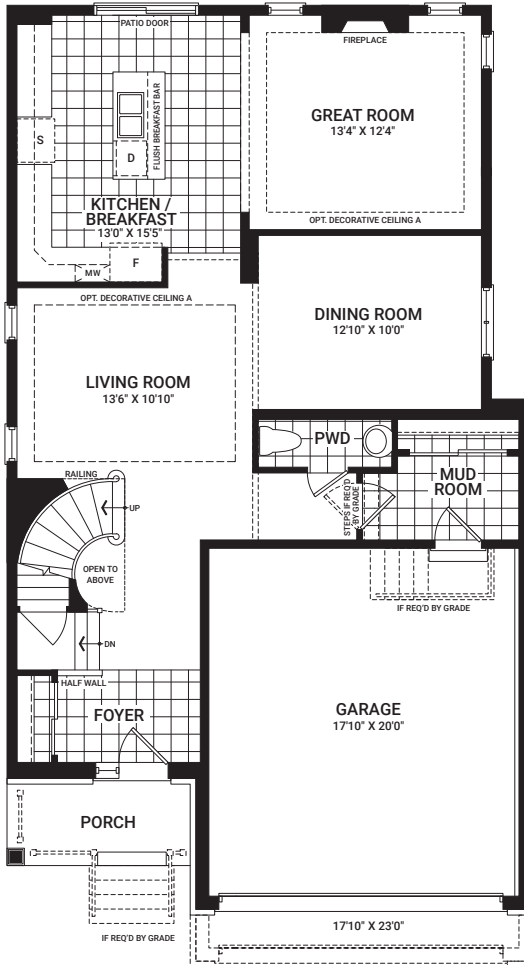 PATIO DOOR
FIREPLACE
GREAT ROOM
13'4" X 12'4"
OPT. DECORATIVE CEILING A
S
D
FLUSH BREAKFAST BAR
KITCHEN /
BREAKFAST
13'0" X 15'5"
F
MW
OPT. DECORATIVE CEILING A
DINING ROOM
12'10" X 10'0"
LIVING ROOM
13'6" X 10'10"
PWD
MUD
ROOM
STEPS IF REQ'D
BY GRADE
RAILING
UP
OPEN TO
ABOVE
IF REQ'D BY GRADE
DN
HALF WALL
FOYER
GARAGE
17'10" X 20'0"
PORCH
IF REQ'D BY GRADE
17'10" X 23'0"